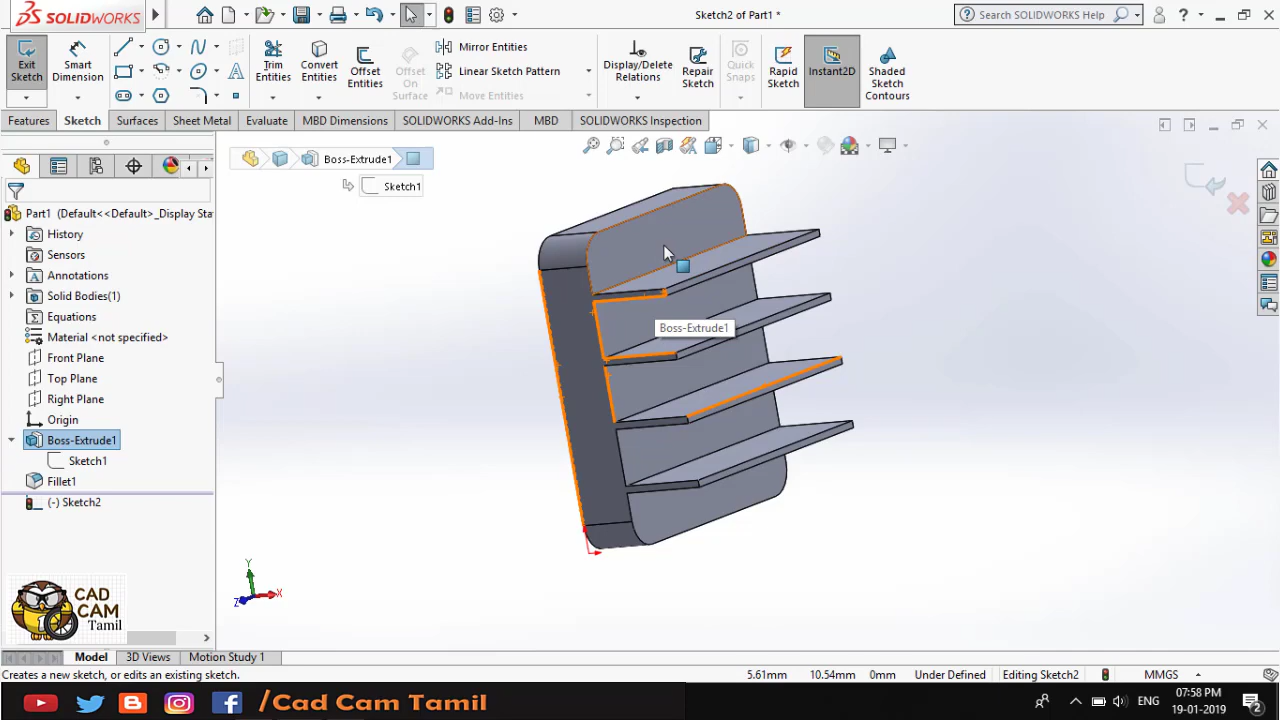 SOLIDWORKS
Sketch2 of Part1 *
Search SOLIDWORKS Help
Exit Sketch
Smart Dimension
Trim Entities
Convert Entities
Offset Entities
Offset On Surface
Mirror Entities
Linear Sketch Pattern
Move Entities
Display/Delete Relations
Repair Sketch
Quick Snaps
Rapid Sketch
Instant2D
Shaded Sketch Contours
Features
Sketch
Surfaces
Sheet Metal
Evaluate
MBD Dimensions
SOLIDWORKS Add-Ins
MBD
SOLIDWORKS Inspection
Boss-Extrude1
Sketch1
Part1 (Default<<Default>_Display Sta
History
Sensors
Annotations
Solid Bodies(1)
Equations
Material <not specified>
Front Plane
Top Plane
Right Plane
Origin
Boss-Extrude1
Sketch1
Fillet1
(-) Sketch2
Boss-Extrude1
Y
X
Z
CAD
CAM
Tamil
Model
3D Views
Motion Study 1
Creates a new sketch, or edits an existing sketch.
5.61mm
10.54mm
0mm
Under Defined
Editing Sketch2
MMGS
/Cad Cam Tamil
ENG
07:58 PM
19-01-2019
2